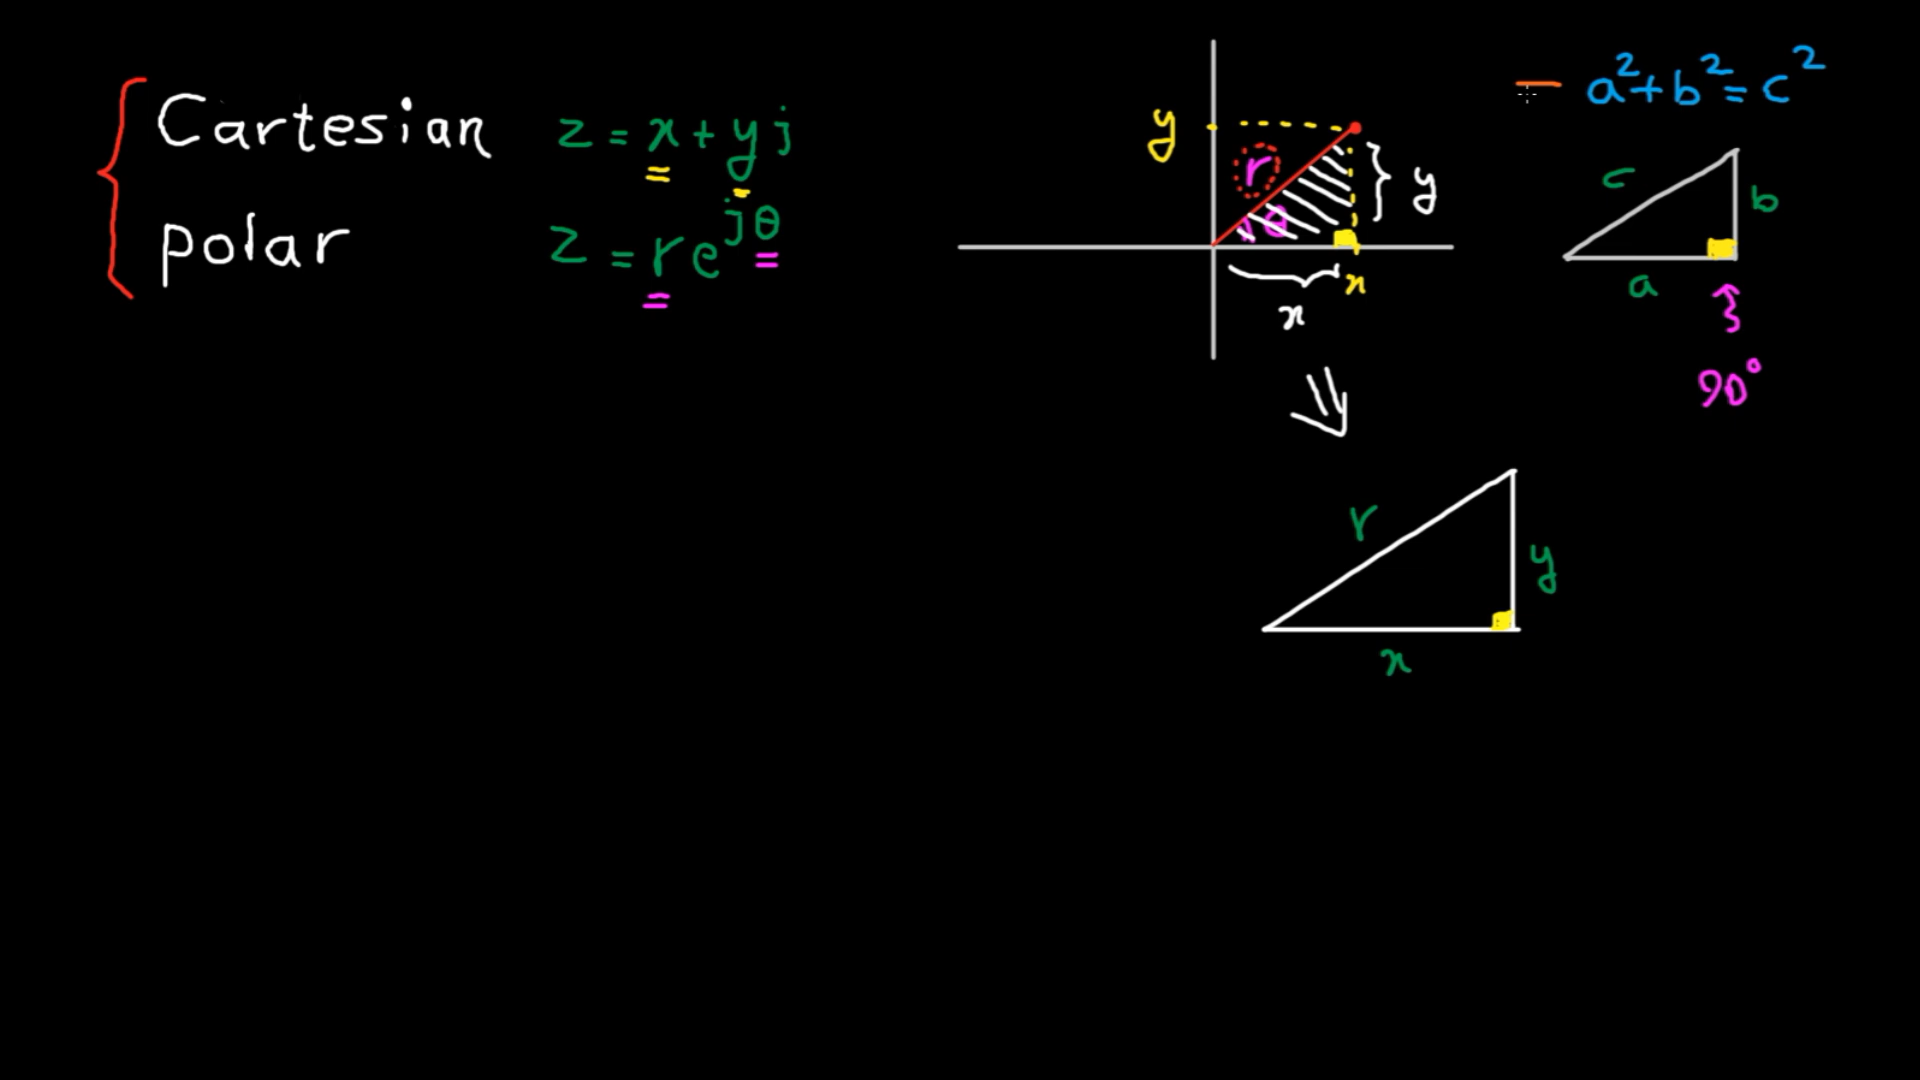 Cartesian z = x + yj
polar z = re^{jθ}
y
r
θ
y
x
x
a² + b² = c²
c
b
a
90°
r
y
x